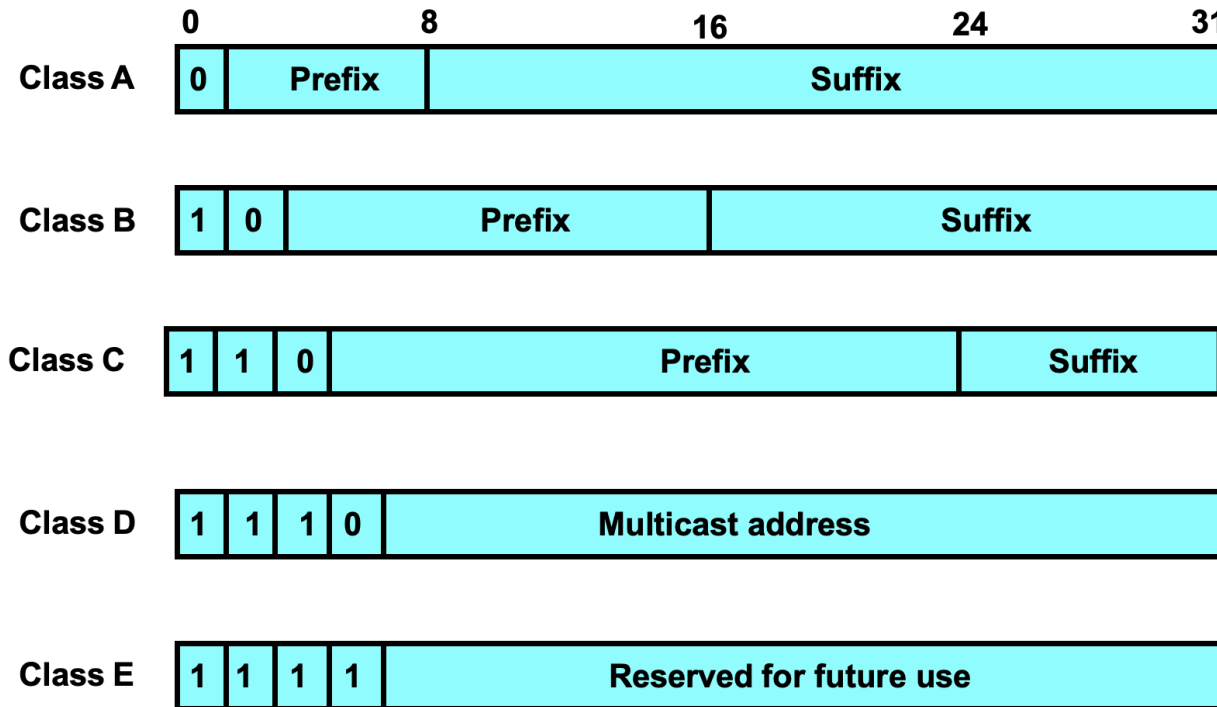 0 8 16 24 31
Class A 0 Prefix Suffix
Class B 1 0 Prefix Suffix
Class C 1 1 0 Prefix Suffix
Class D 1 1 1 0 Multicast address
Class E 1 1 1 1 Reserved for future use